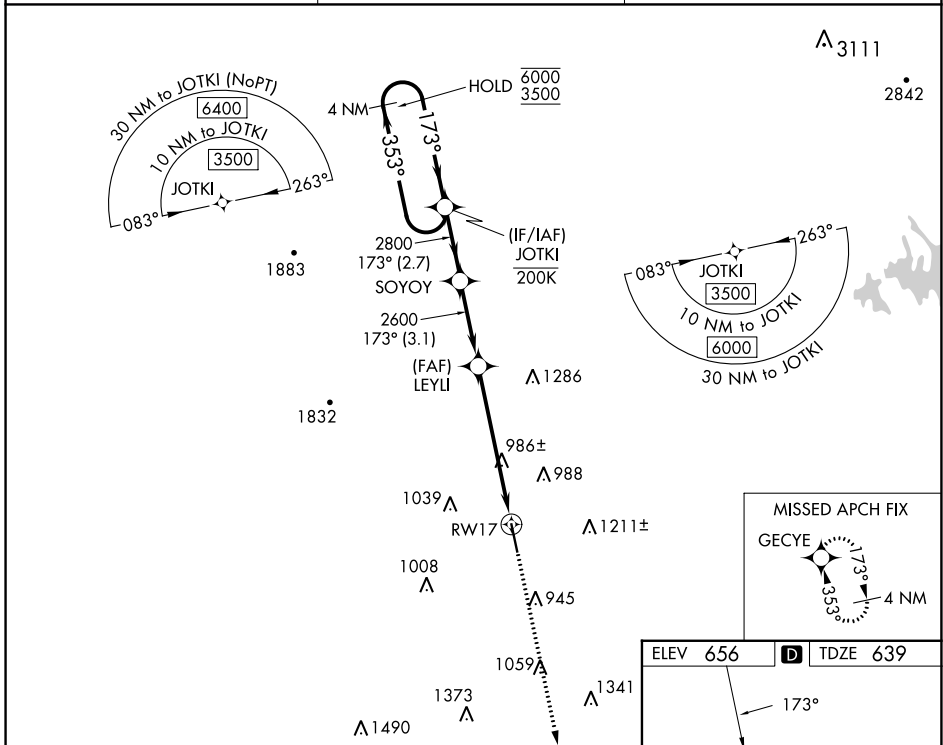 3111
2842
30 NM to JOTKI (NoPT)
6400
10 NM to JOTKI
3500
JOTKI
083°
263°
4 NM
HOLD
6000
3500
173°
353°
(IF/IAF)
JOTKI
200K
1883
2800
173° (2.7)
SOYOY
2600
173° (3.1)
(FAF)
LEYLI
263°
083°
JOTKI
3500
10 NM to JOTKI
6000
30 NM to JOTKI
1286
1832
986±
988
1039
RW17
1211±
1008
945
1059
1373
1341
1490
MISSED APCH FIX
GECYE
173°
353°
4 NM
ELEV 656 D TDZE 639
173°